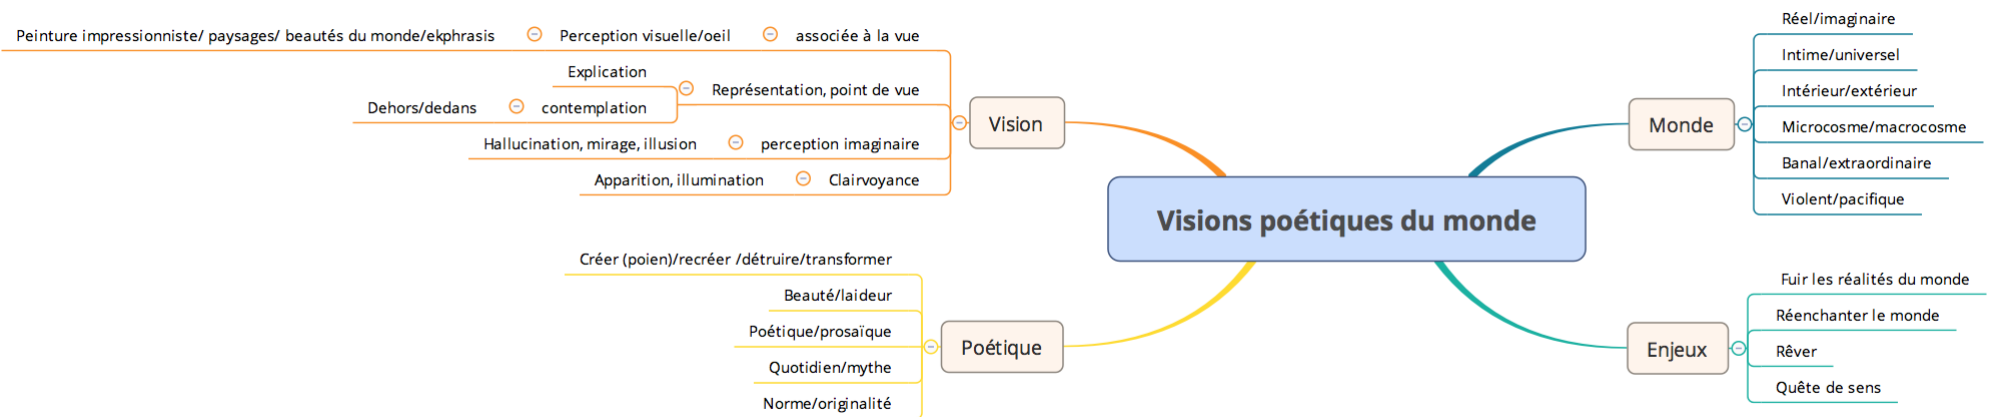 Visions poétiques du monde
Vision
associée à la vue
Perception visuelle/oeil
Peinture impressionniste/ paysages/ beautés du monde/ekphrasis
Représentation, point de vue
Explication
contemplation
Dehors/dedans
perception imaginaire
Hallucination, mirage, illusion
Clairvoyance
Apparition, illumination
Poétique
Créer (poien)/recréer /détruire/transformer
Beauté/laideur
Poétique/prosaïque
Quotidien/mythe
Norme/originalité
Monde
Réel/imaginaire
Intime/universel
Intérieur/extérieur
Microcosme/macrocosme
Banal/extraordinaire
Violent/pacifique
Enjeux
Fuir les réalités du monde
Réenchanter le monde
Rêver
Quête de sens